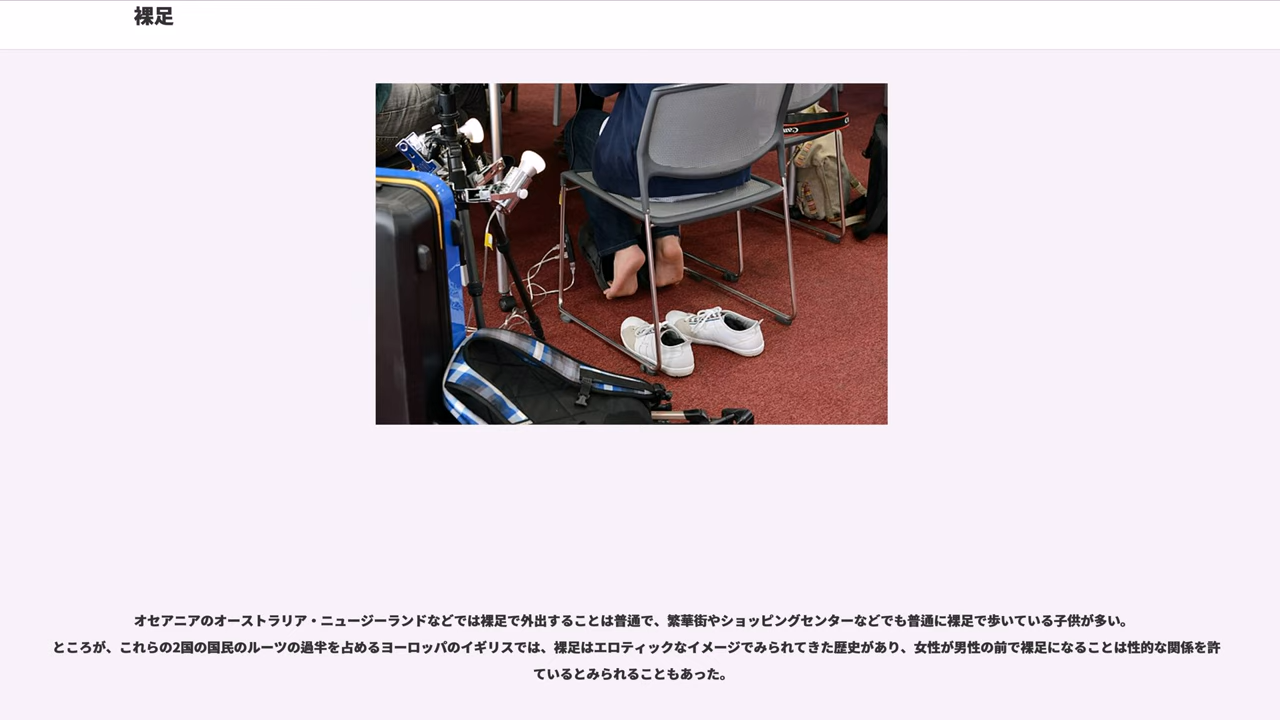 裸足
オセアニアのオーストラリア・ニュージーランドなどでは裸足で外出することは普通で、繁華街やショッピングセンターなどでも普通に裸足で歩いている子供が多い。
ところが、これらの2国の国民のルーツの過半を占めるヨーロッパのイギリスでは、裸足はエロティックなイメージでみられてきた歴史があり、女性が男性の前で裸足になることは性的な関係を許
ているとみられることもあった。